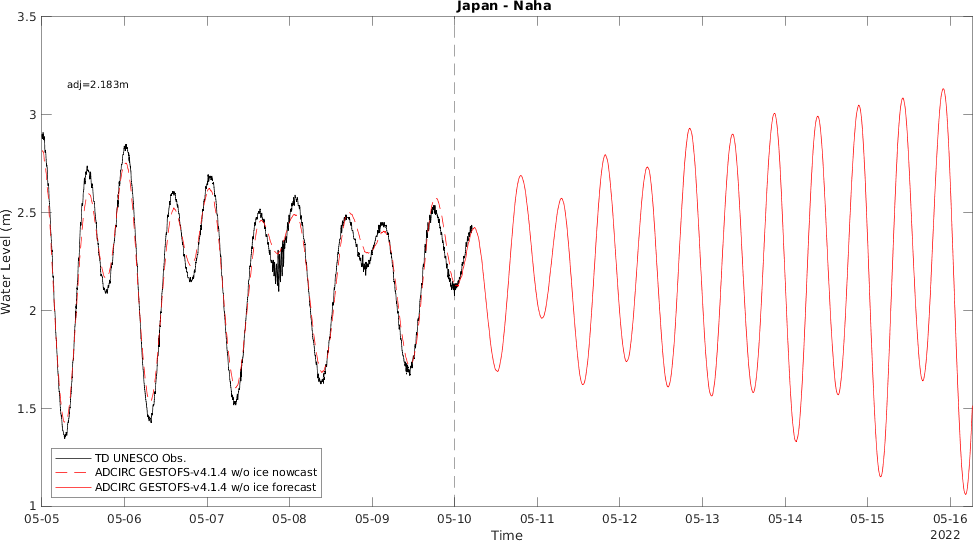 Japan - Naha
3.5
adj=2.183m
3
2.5
Water Level (m)
2
1.5
TD UNESCO Obs.
ADCIRC GESTOFS-v4.1.4 w/o ice nowcast
ADCIRC GESTOFS-v4.1.4 w/o ice forecast
1
05-05 05-06 05-07 05-08 05-09 05-10 05-11 05-12 05-13 05-14 05-15 05-16
Time
2022